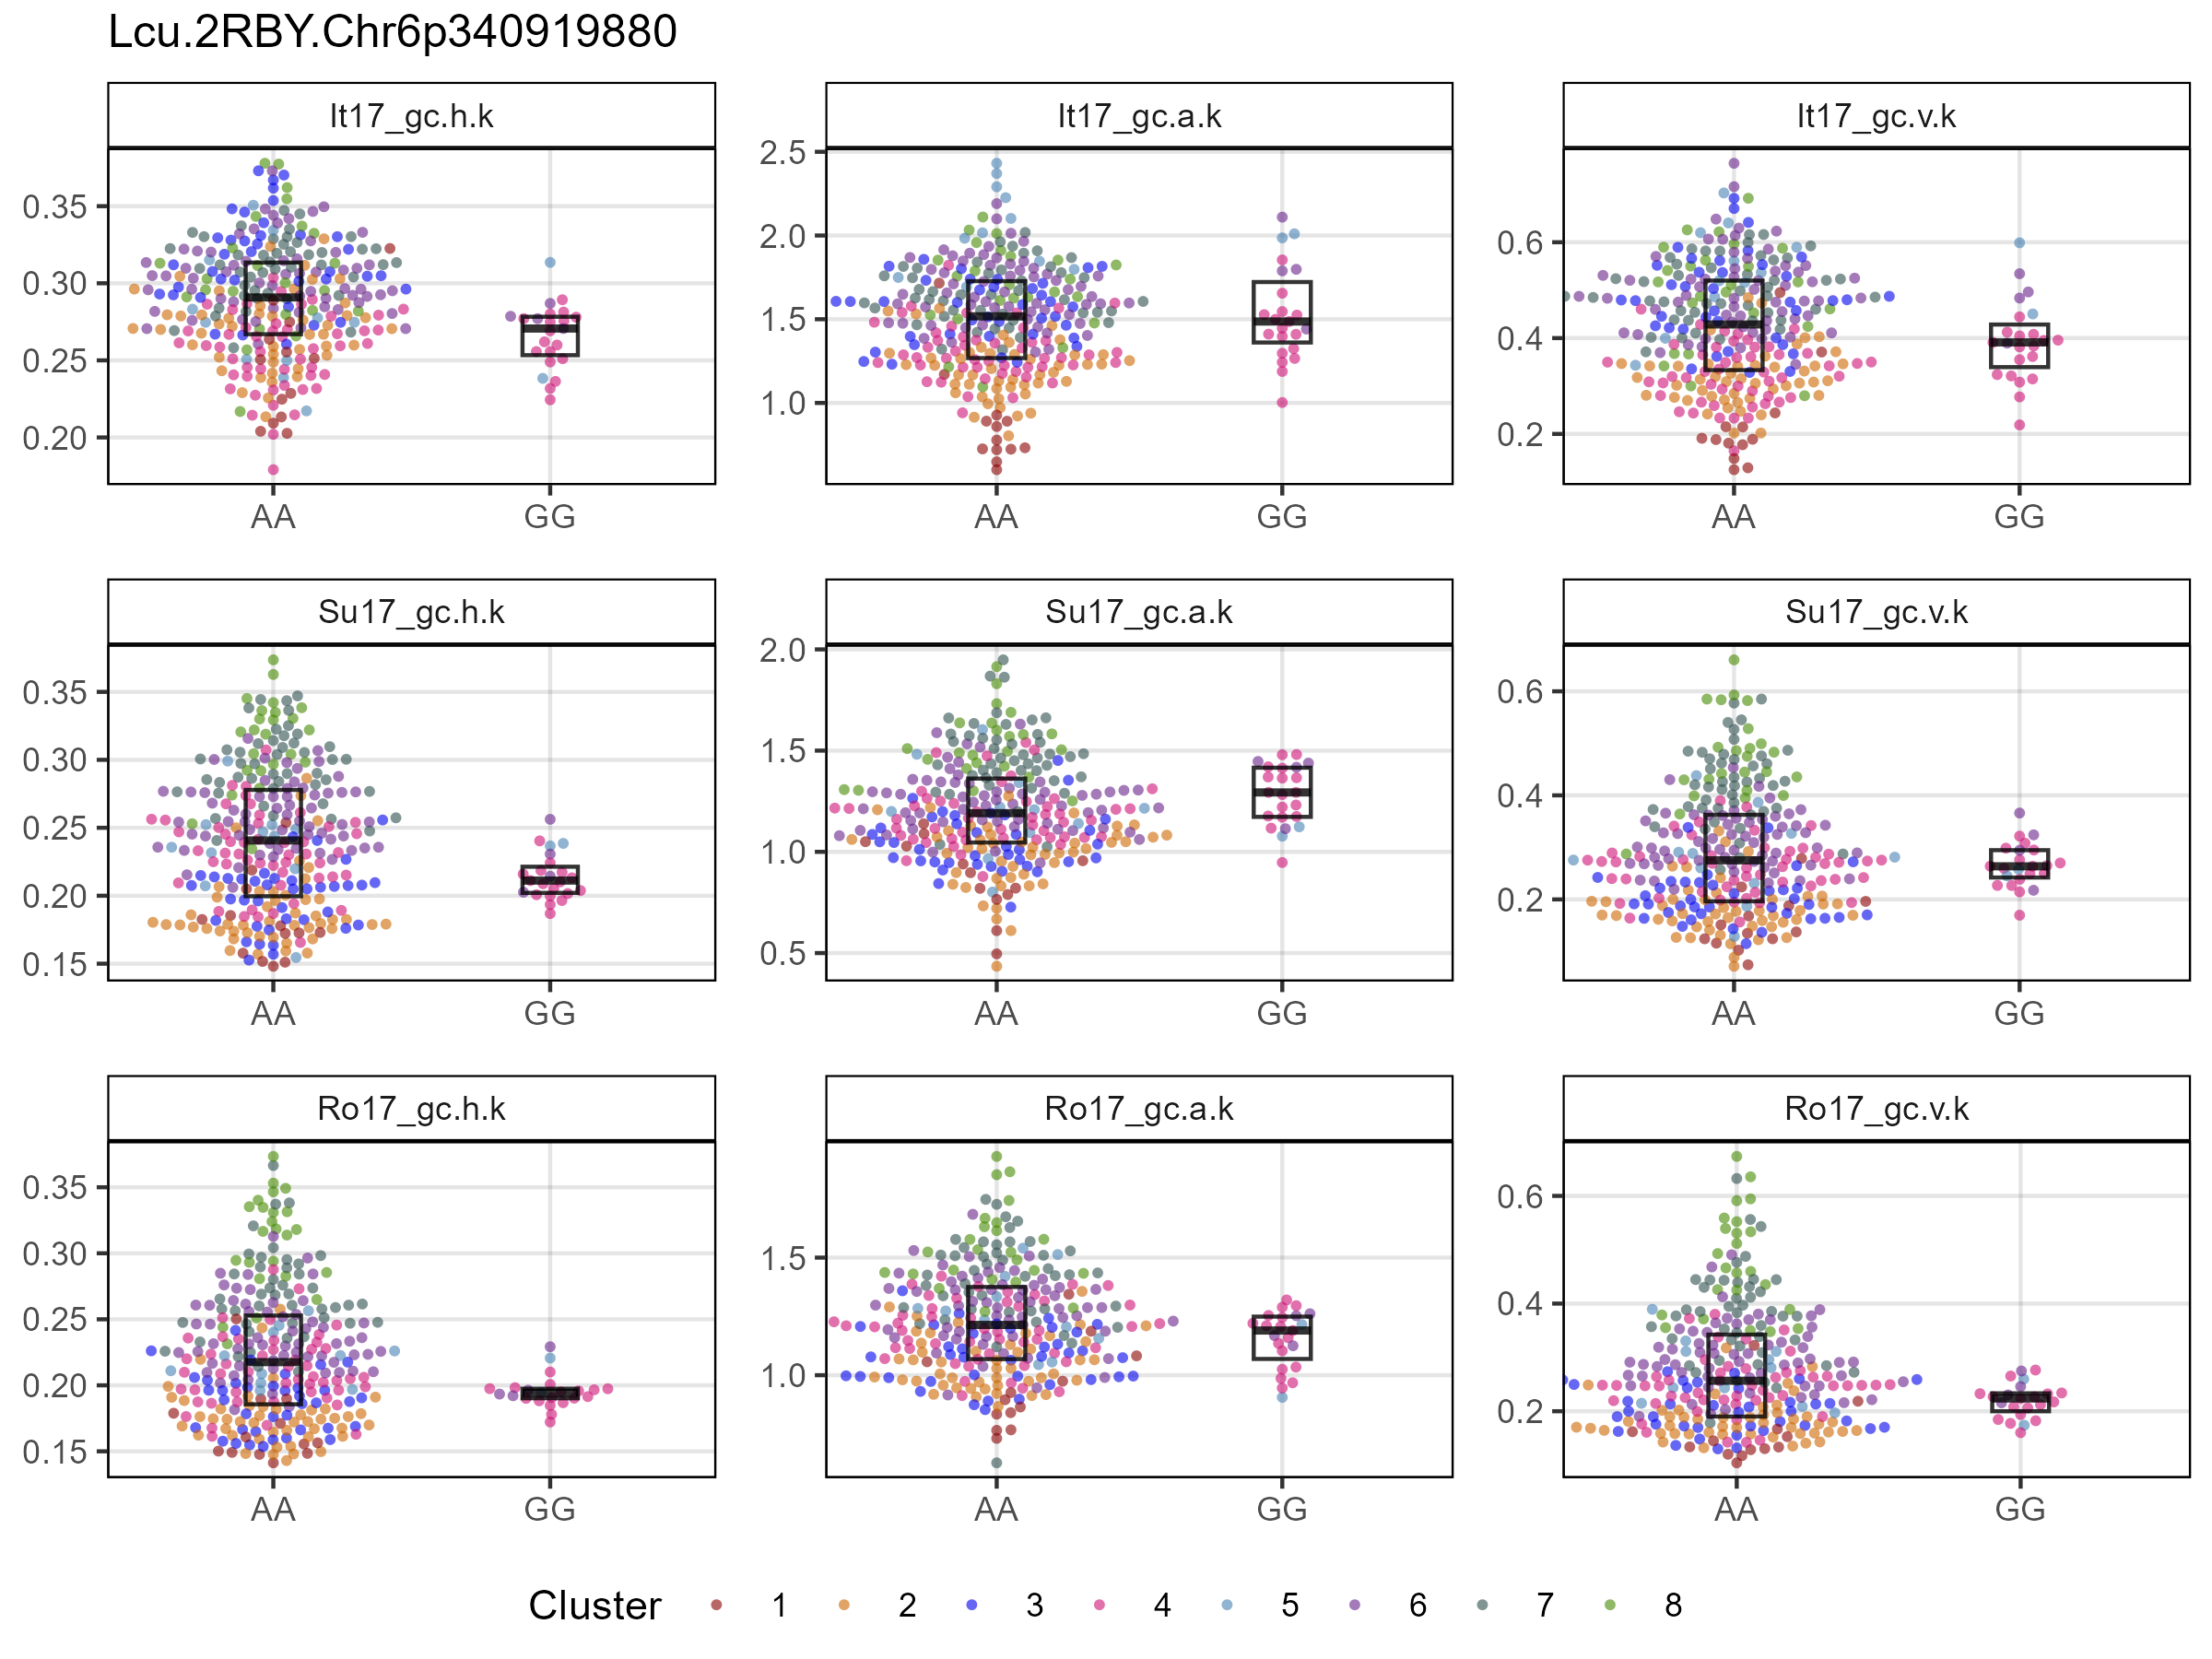 Lcu.2RBY.Chr6p340919880
It17_gc.h.k It17_gc.a.k It17_gc.v.k
0.35
0.30
0.25
0.20
AA GG
2.5
2.0
1.5
1.0
AA GG
0.6
0.4
0.2
AA GG
Su17_gc.h.k Su17_gc.a.k Su17_gc.v.k
0.35
0.30
0.25
0.20
0.15
AA GG
2.0
1.5
1.0
0.5
AA GG
0.6
0.4
0.2
AA GG
Ro17_gc.h.k Ro17_gc.a.k Ro17_gc.v.k
0.35
0.30
0.25
0.20
0.15
AA GG
1.5
1.0
AA GG
0.6
0.4
0.2
AA GG
Cluster 1 2 3 4 5 6 7 8